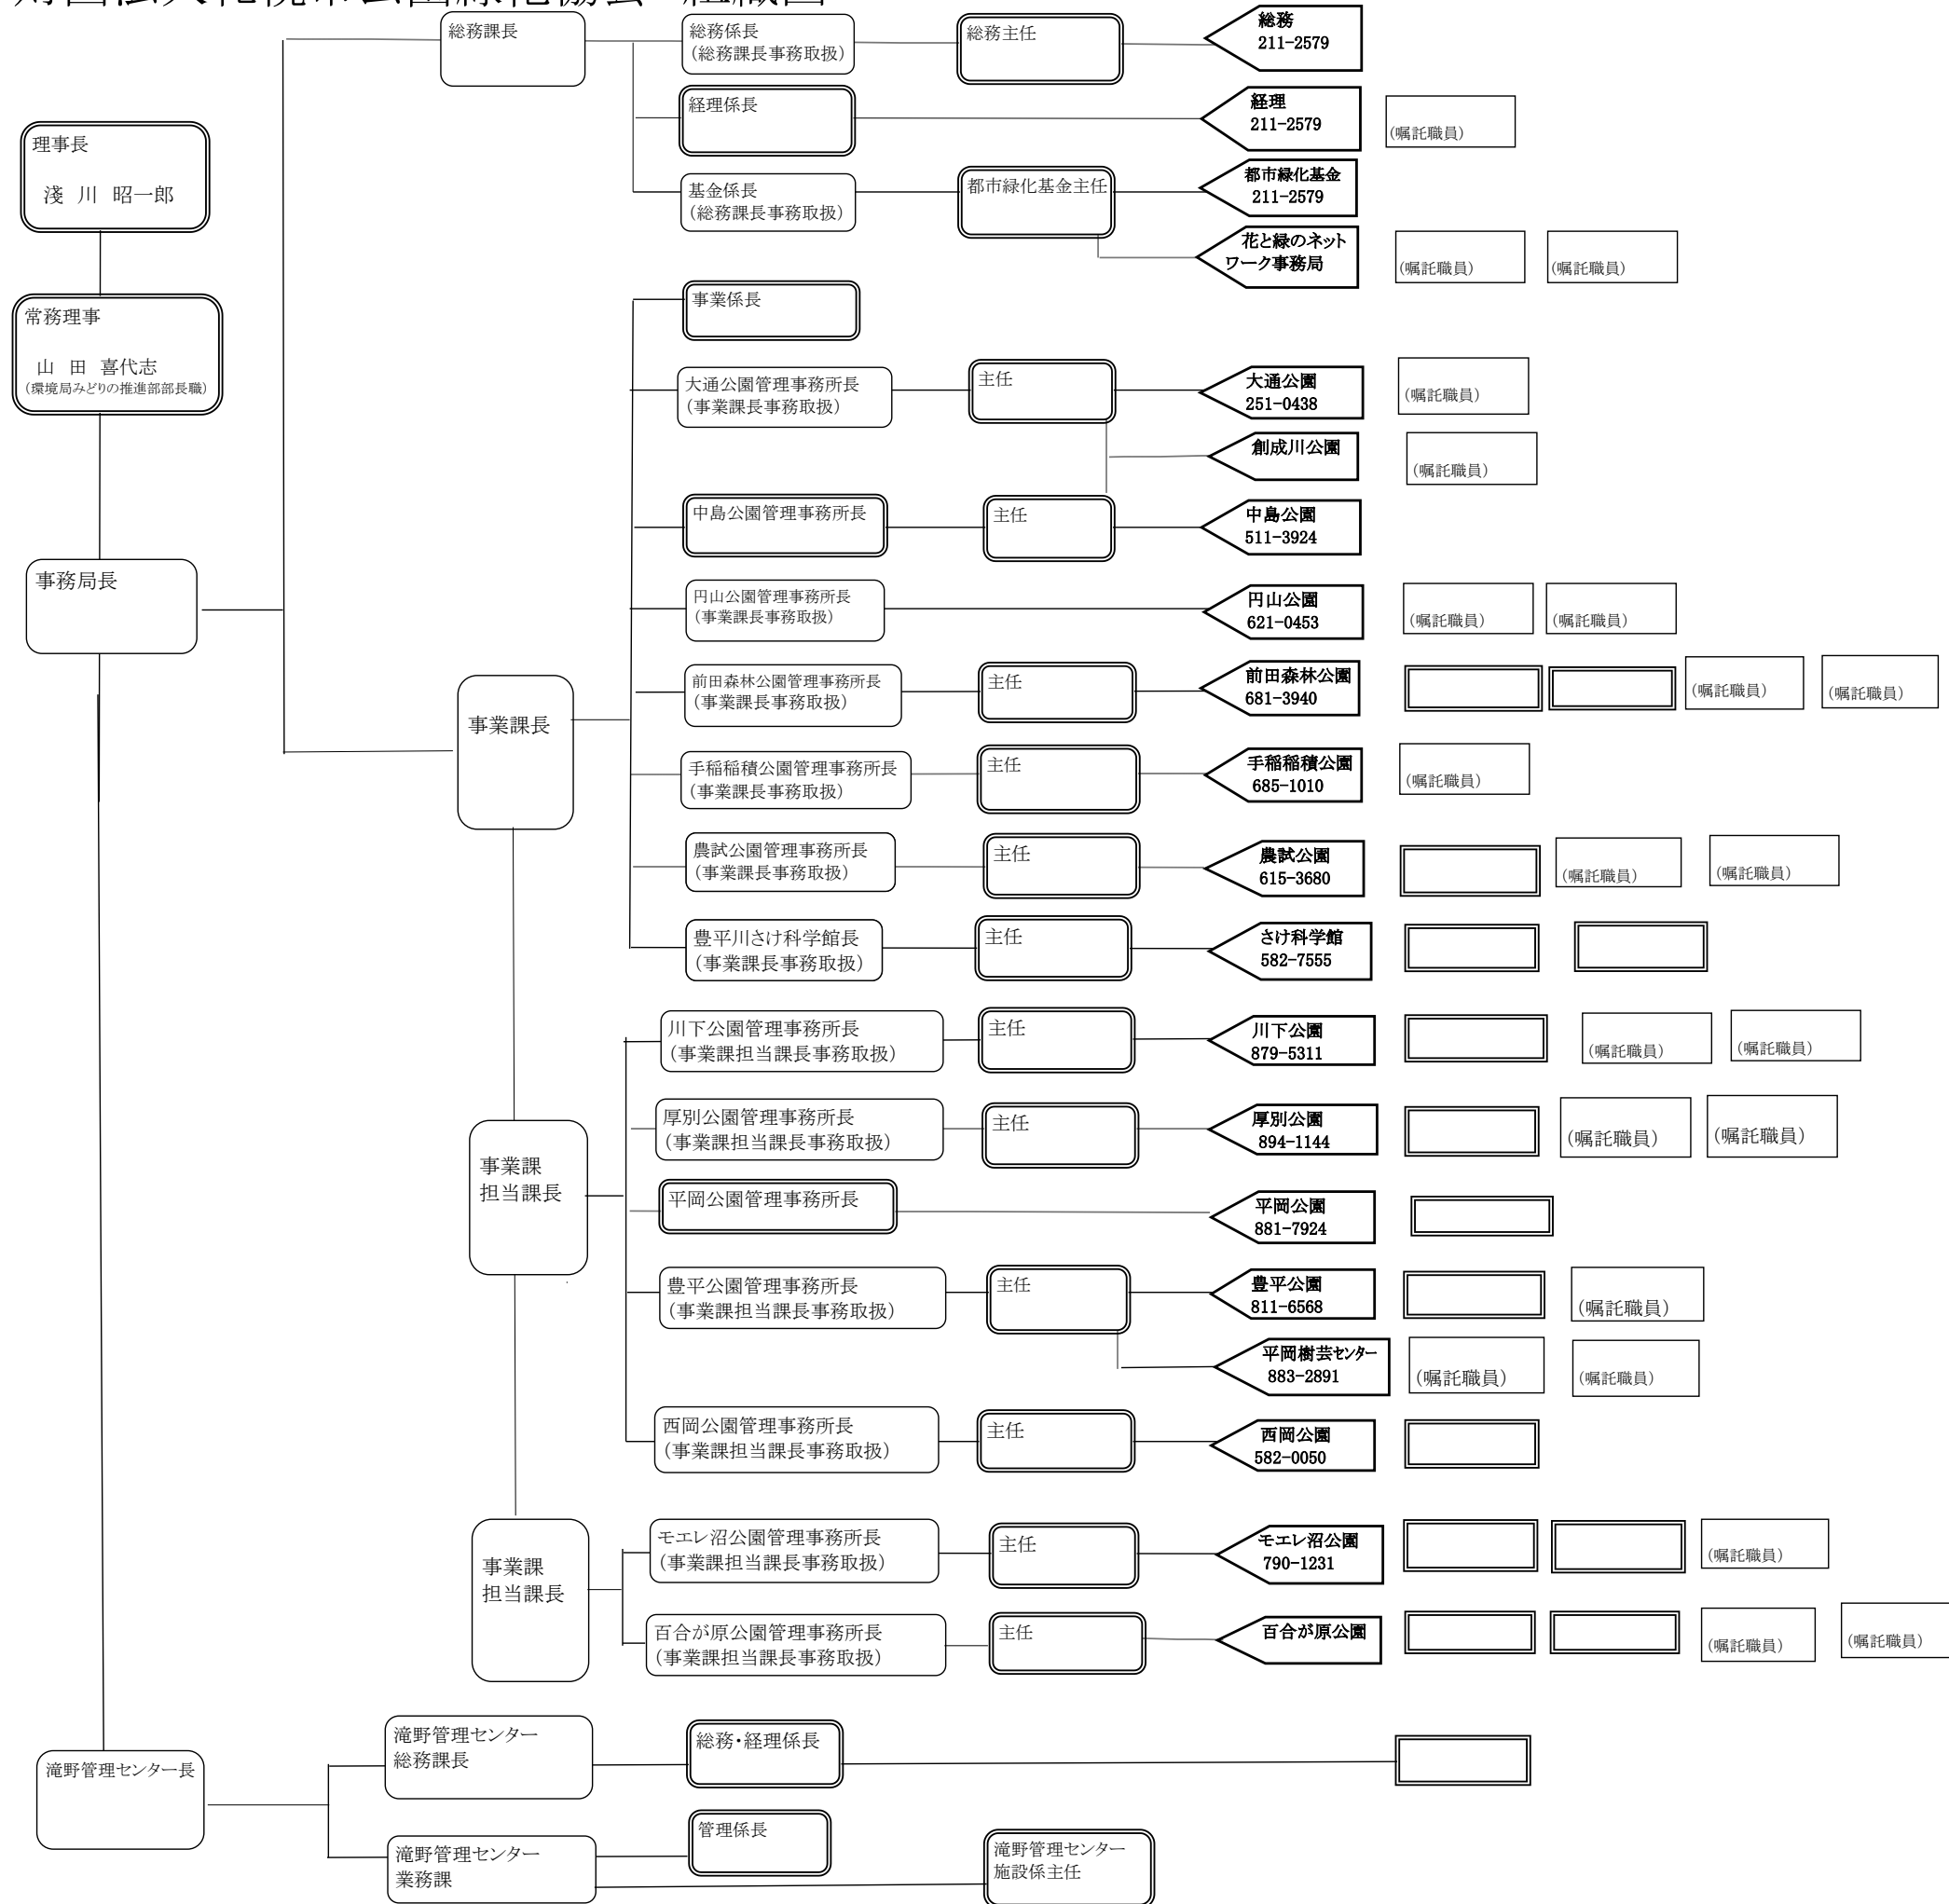 財団法人札幌市公園緑化協会 組織図
総務課長
総務係長
（総務課長事務取扱）
総務主任
総務
211-2579
経理係長
経理
211-2579
（嘱託職員）
理事長
淺 川 昭一郎
基金係長
（総務課長事務取扱）
都市緑化基金主任
都市緑化基金
211-2579
花と緑のネット
ワーク事務局
（嘱託職員）
（嘱託職員）
常務理事
山 田 喜代志
（環境局みどりの推進部部長職）
事業係長
大通公園管理事務所長
（事業課長事務取扱）
主任
大通公園
251-0438
（嘱託職員）
創成川公園
（嘱託職員）
中島公園管理事務所長
主任
中島公園
511-3924
事務局長
円山公園管理事務所長
（事業課長事務取扱）
円山公園
621-0453
（嘱託職員）
（嘱託職員）
事業課長
前田森林公園管理事務所長
（事業課長事務取扱）
主任
前田森林公園
681-3940
（嘱託職員）
（嘱託職員）
手稲稲積公園管理事務所長
（事業課長事務取扱）
主任
手稲稲積公園
685-1010
（嘱託職員）
農試公園管理事務所長
（事業課長事務取扱）
主任
農試公園
615-3680
（嘱託職員）
（嘱託職員）
豊平川さけ科学館長
（事業課長事務取扱）
主任
さけ科学館
582-7555
川下公園管理事務所長
（事業課担当課長事務取扱）
主任
川下公園
879-5311
（嘱託職員）
（嘱託職員）
厚別公園管理事務所長
（事業課担当課長事務取扱）
主任
厚別公園
894-1144
（嘱託職員）
（嘱託職員）
事業課
担当課長
平岡公園管理事務所長
平岡公園
881-7924
豊平公園管理事務所長
（事業課担当課長事務取扱）
主任
豊平公園
811-6568
（嘱託職員）
平岡樹芸センター
883-2891
（嘱託職員）
（嘱託職員）
西岡公園管理事務所長
（事業課担当課長事務取扱）
主任
西岡公園
582-0050
事業課
担当課長
モエレ沼公園管理事務所長
（事業課担当課長事務取扱）
主任
モエレ沼公園
790-1231
（嘱託職員）
百合が原公園管理事務所長
（事業課担当課長事務取扱）
主任
百合が原公園
（嘱託職員）
（嘱託職員）
滝野管理センター長
滝野管理センター
総務課長
総務・経理係長
滝野管理センター
業務課
管理係長
滝野管理センター
施設係主任